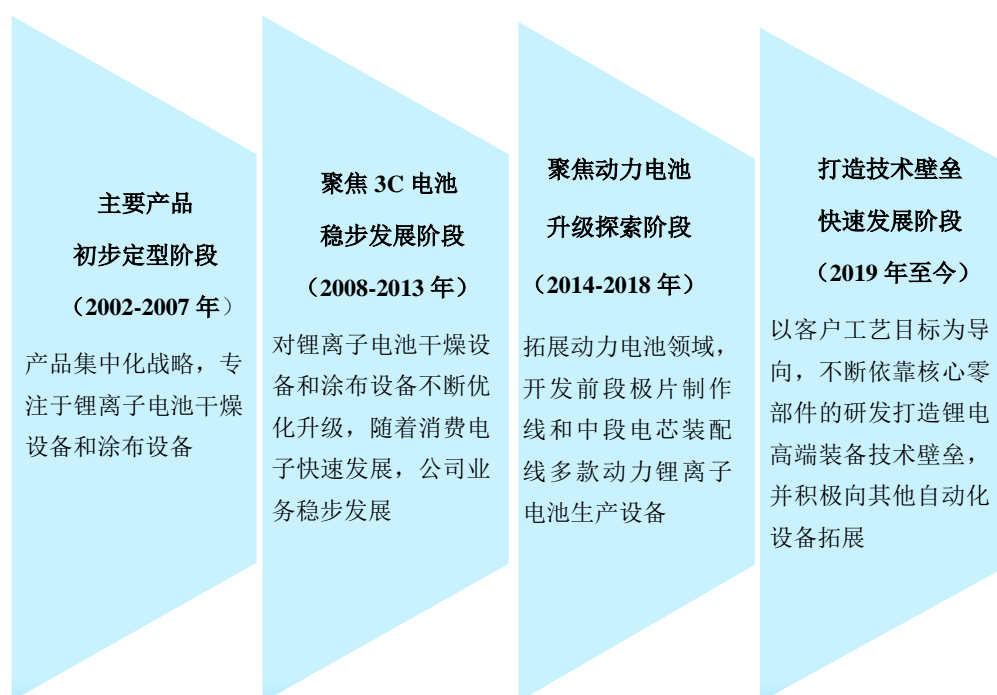 主要产品
初步定型阶段
（2002-2007 年）
产品集中化战略，专
注于锂离子电池干燥
设备和涂布设备
聚焦 3C 电池
稳步发展阶段
（2008-2013 年）
对锂离子电池干燥设
备和涂布设备不断优
化升级，随着消费电
子快速发展，公司业
务稳步发展
聚焦动力电池
升级探索阶段
（2014-2018 年）
拓展动力电池领域，
开发前段极片制作
线和中段电芯装配
线多款动力锂离子
电池生产设备
打造技术壁垒
快速发展阶段
（2019 年至今）
以客户工艺目标为导
向，不断依靠核心零
部件的研发打造锂电
高端装备技术壁垒，
并积极向其他自动化
设备拓展